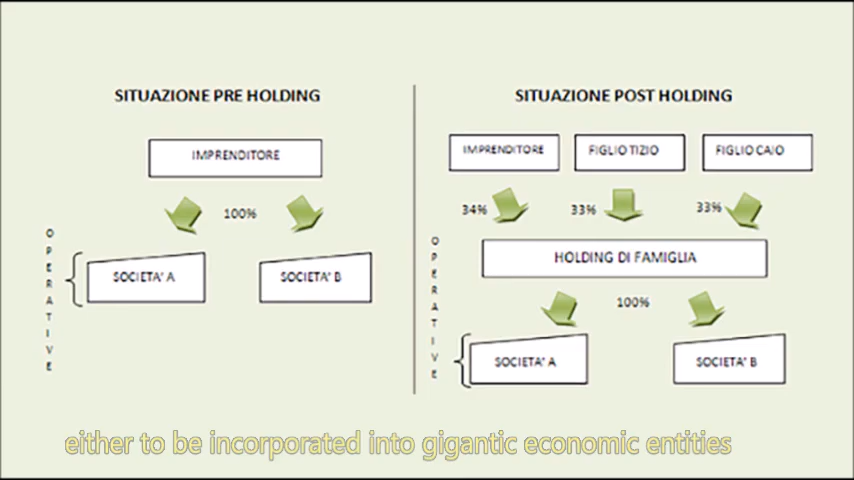 SITUAZIONE PRE HOLDING
IMPRENDITORE
100%
OPERATIVE
SOCIETA' A
SOCIETA' B
SITUAZIONE POST HOLDING
IMPRENDITORE
FIGLIO TIZIO
FIGLIO CAIO
34%
33%
33%
HOLDING DI FAMIGLIA
100%
OPERATIVE
SOCIETA' A
SOCIETA' B
either to be incorporated into gigantic economic entities